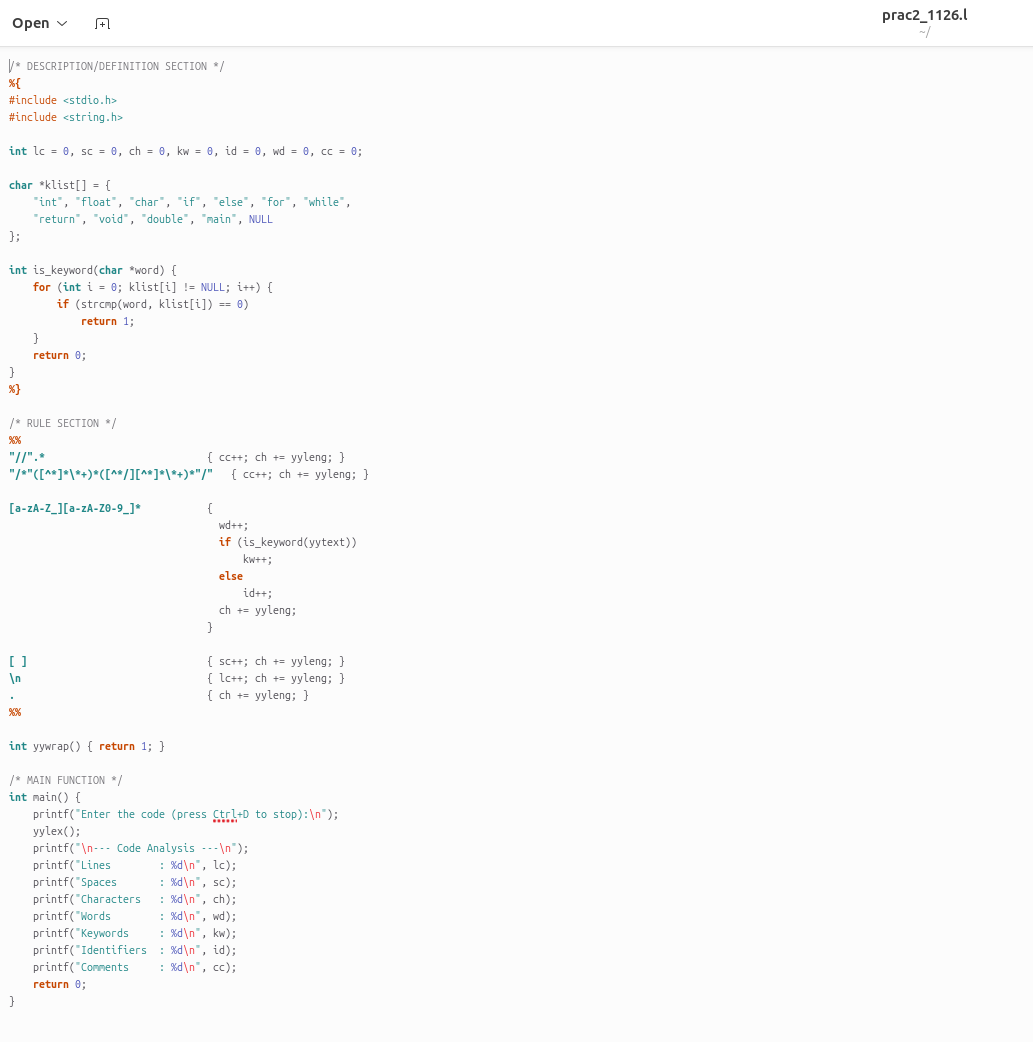 Open
prac2_1126.l
~/
/* DESCRIPTION/DEFINITION SECTION */
%{
#include <stdio.h>
#include <string.h>

int lc = 0, sc = 0, ch = 0, kw = 0, id = 0, wd = 0, cc = 0;

char *klist[] = {
    "int", "float", "char", "if", "else", "for", "while",
    "return", "void", "double", "main", NULL
};

int is_keyword(char *word) {
    for (int i = 0; klist[i] != NULL; i++) {
        if (strcmp(word, klist[i]) == 0)
            return 1;
    }
    return 0;
}
%}

/* RULE SECTION */
%%
"//".*                           { cc++; ch += yyleng; }
"/*"([^*]*\*+)*([^*/][^*]*\*+)*"/"   { cc++; ch += yyleng; }

[a-zA-Z_][a-zA-Z0-9_]*           {
                                   wd++;
                                   if (is_keyword(yytext))
                                       kw++;
                                   else
                                       id++;
                                   ch += yyleng;
                                 }

[ ]                              { sc++; ch += yyleng; }
\n                               { lc++; ch += yyleng; }
.                                { ch += yyleng; }
%%

int yywrap() { return 1; }

/* MAIN FUNCTION */
int main() {
    printf("Enter the code (press Ctrl+D to stop):\n");
    yylex();
    printf("\n--- Code Analysis ---\n");
    printf("Lines        : %d\n", lc);
    printf("Spaces       : %d\n", sc);
    printf("Characters   : %d\n", ch);
    printf("Words        : %d\n", wd);
    printf("Keywords     : %d\n", kw);
    printf("Identifiers  : %d\n", id);
    printf("Comments     : %d\n", cc);
    return 0;
}